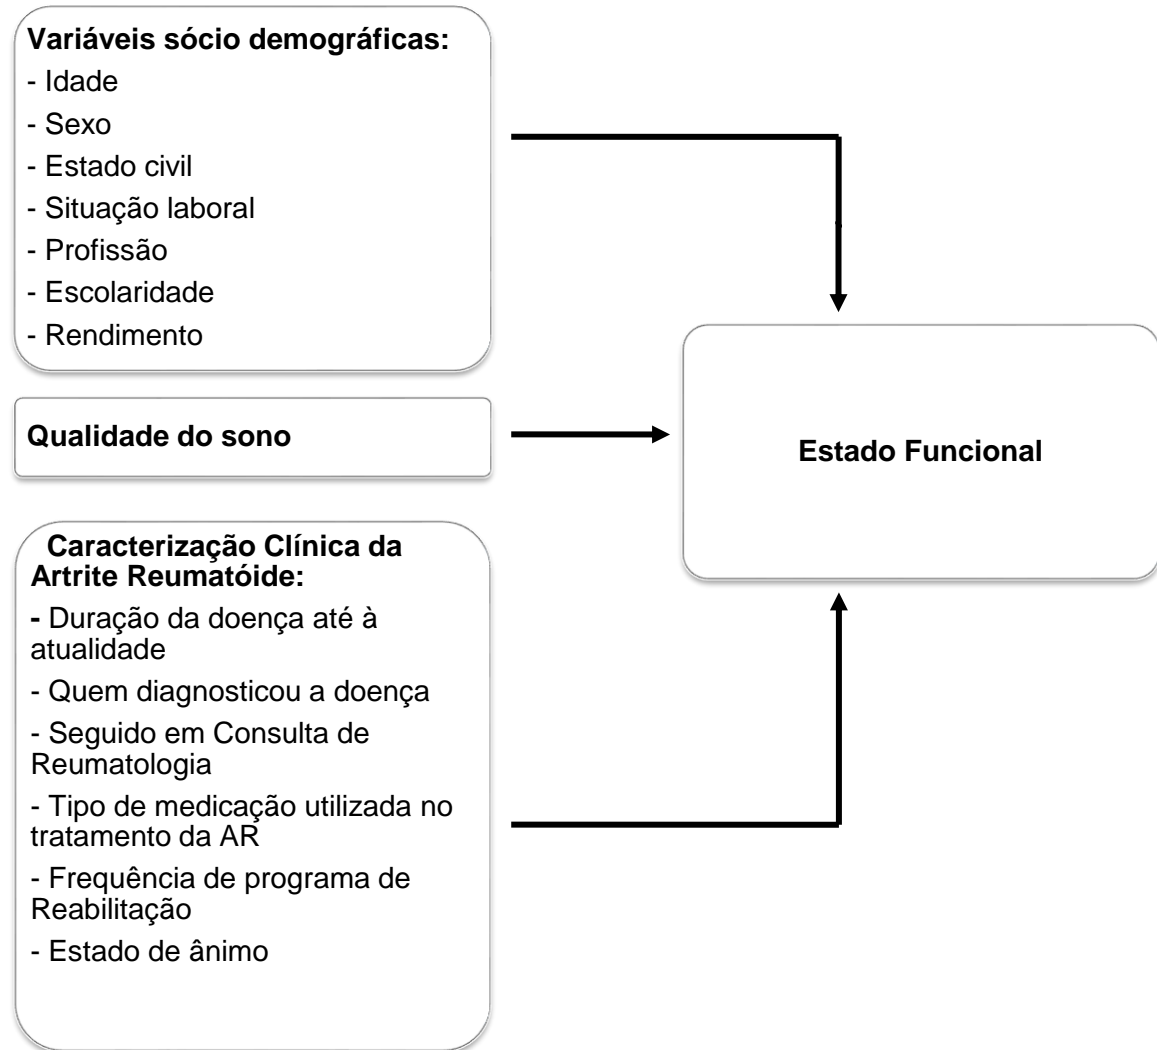 Variáveis sócio demográficas:
- Idade
- Sexo
- Estado civil
- Situação laboral
- Profissão
- Escolaridade
- Rendimento
Qualidade do sono
Estado Funcional
Caracterização Clínica da
Artrite Reumatóide:
- Duração da doença até à
atualidade
- Quem diagnosticou a doença
- Seguido em Consulta de
Reumatologia
- Tipo de medicação utilizada no
tratamento da AR
- Frequência de programa de
Reabilitação
- Estado de ânimo